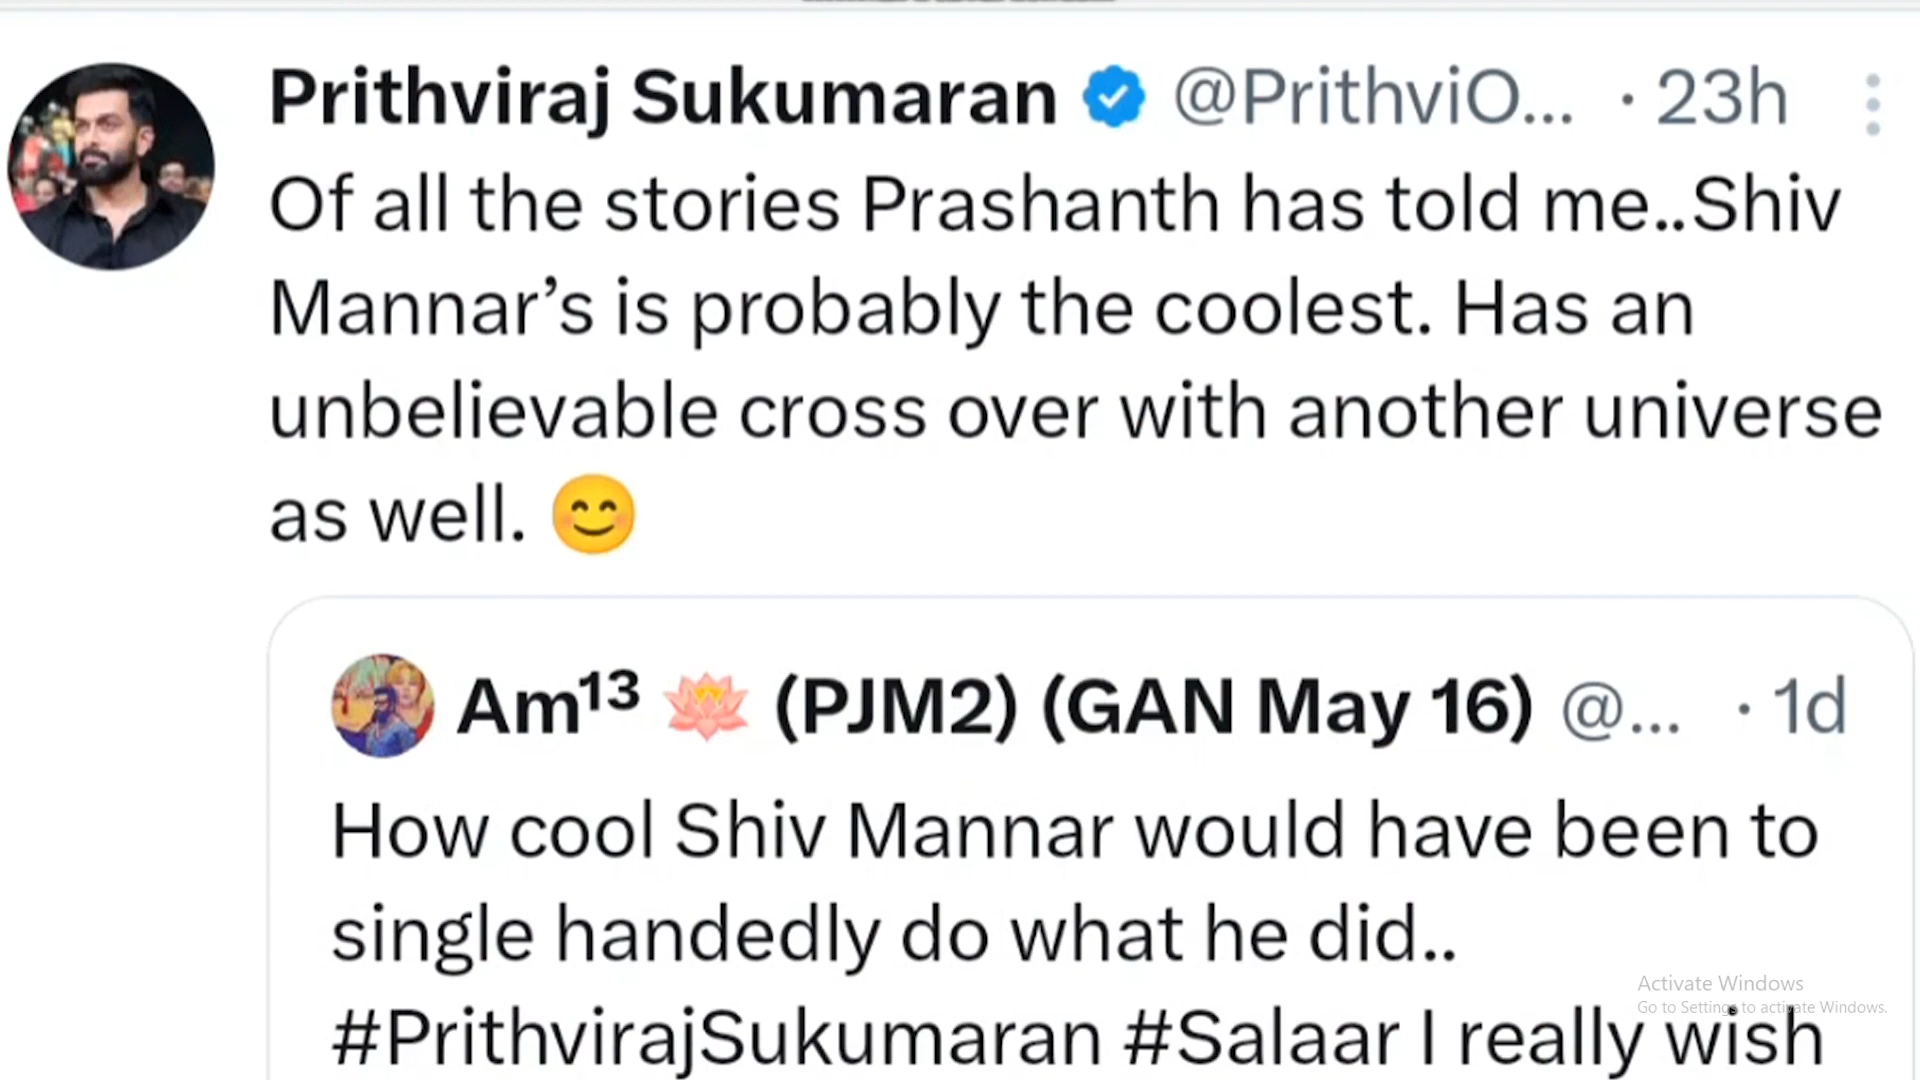 Prithviraj Sukumaran @PrithviO... · 23h
Of all the stories Prashanth has told me..Shiv
Mannar’s is probably the coolest. Has an
unbelievable cross over with another universe
as well. 😊
Am¹³ 🪷 (PJM2) (GAN May 16) @... · 1d
How cool Shiv Mannar would have been to
single handedly do what he did..
#PrithvirajSukumaran #Salaar I really wish
Activate Windows
Go to Settings to activate Windows.